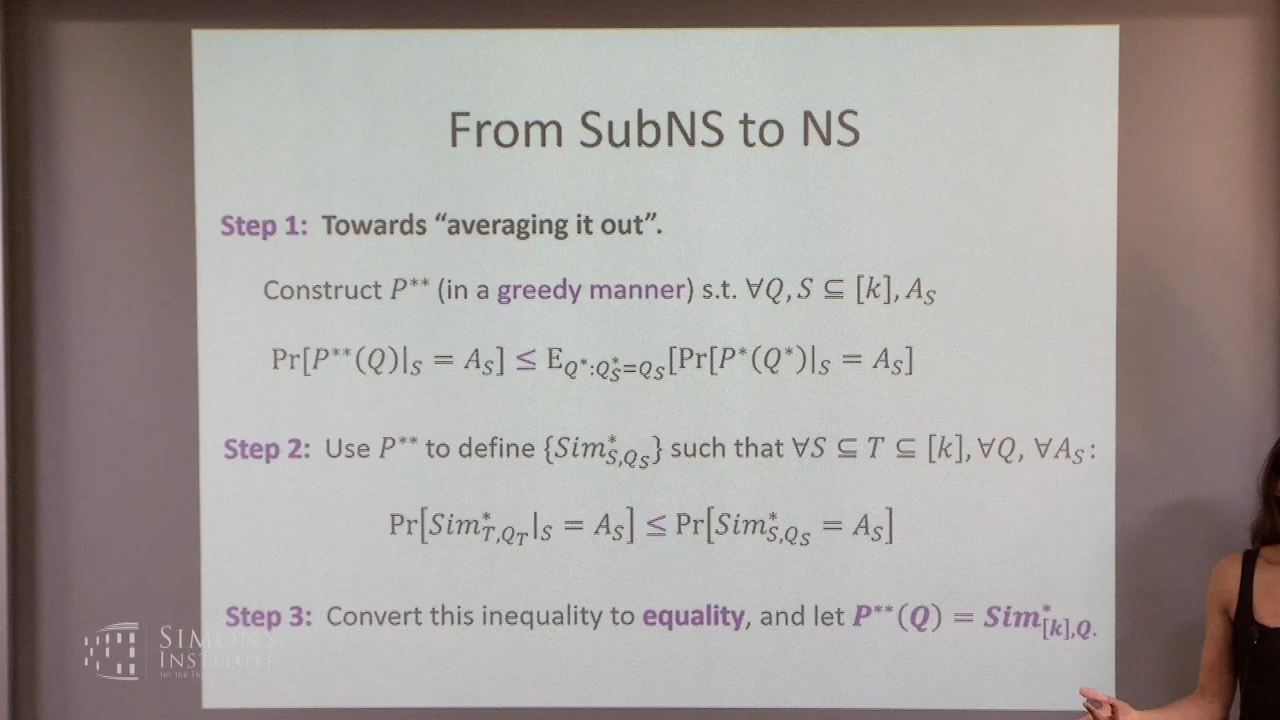 From SubNS to NS
Step 1: Towards “averaging it out”.
Construct P** (in a greedy manner) s.t. ∀Q, S ⊆ [k], A_S
Pr[P**(Q)|_S = A_S] ≤ E_{Q*:Q*_S=Q_S}[Pr[P*(Q*)|_S = A_S]
Step 2: Use P** to define {Sim*_{S,Q_S}} such that ∀S ⊆ T ⊆ [k], ∀Q, ∀A_S:
Pr[Sim*_{T,Q_T}|_S = A_S] ≤ Pr[Sim*_{S,Q_S} = A_S]
Step 3: Convert this inequality to equality, and let P**(Q) = Sim*_{[k],Q}.
SIMONS
INSTITUTE
for the